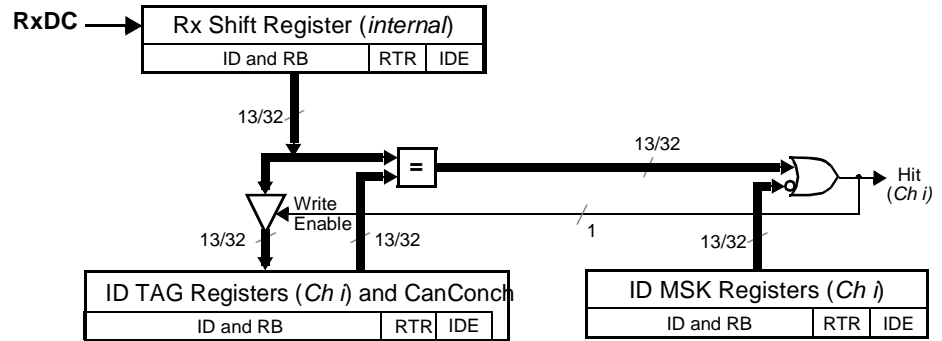 RxDC
Rx Shift Register (internal)
ID and RB RTR IDE
13/32
13/32
=
Hit
(Ch i)
Write
Enable
1
13/32
13/32
13/32
ID TAG Registers (Ch i) and CanConch
ID and RB RTR IDE
ID MSK Registers (Ch i)
ID and RB RTR IDE